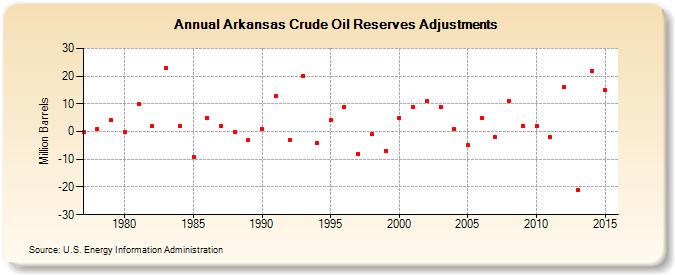 Annual Arkansas Crude Oil Reserves Adjustments
Million Barrels
30
20
10
0
-10
-20
-30
1980 1985 1990 1995 2000 2005 2010 2015
Source: U.S. Energy Information Administration